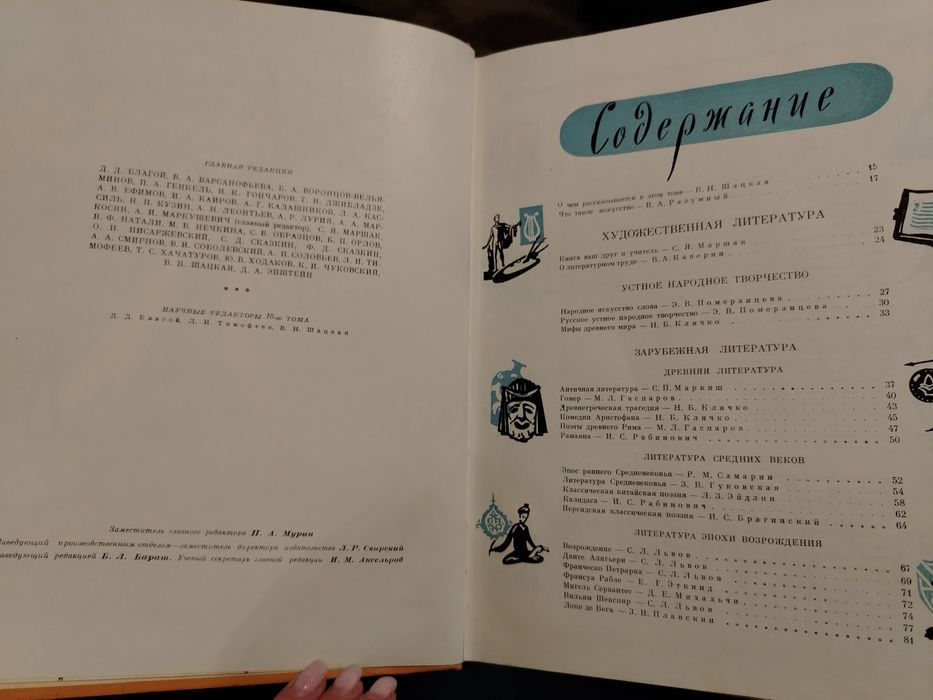 ГЛАВНАЯ РЕДАКЦИЯ
Д. Д. БЛАГОЙ, В. А. ВАРСАНОФЬЕВА, Б. А. ВОРОНЦОВ-ВЕЛЬЯ-
МИНОВ, П. А. ГЕНКЕЛЬ, Н. К. ГОНЧАРОВ, Г. Н. ДЖИБЛАДЗЕ,
А. В. ЕФИМОВ, И. А. КАИРОВ, А. Г. КАЛАШНИКОВ, Л. А. КАС-
СИЛЬ, Н. П. КУЗИН, А. Н. ЛЕОНТЬЕВ, А. Р. ЛУРИЯ, А. А. МАР-
КОСЯН, А. И. МАРКУШЕВИЧ (главный редактор), С. Я. МАРШАК,
В. Ф. НАТАЛИ, М. В. НЕЧКИНА, С. В. ОБРАЗЦОВ, Б. П. ОРЛОВ,
О. Н. ПИСАРЖЕВСКИЙ, С. Д. СКАЗКИН, Ф. Д. СКАЗКИН,
А. А. СМИРНОВ, В. И. СОБОЛЕВСКИЙ, А. И. СОЛОВЬЕВ, Л. И. ТИ-
МОФЕЕВ, Т. С. ХАЧАТУРОВ, Ю. В. ХОДАКОВ, К. И. ЧУКОВСКИЙ,
В. Н. ШАЦКАЯ, Д. А. ЭПШТЕЙН
* * *
НАУЧНЫЕ РЕДАКТОРЫ 10-го ТОМА
Д. Д. Благой, Л. И. Тимофеев, В. Н. Шацкая
Заместитель главного редактора П. А. Мурин
Заведующий производственным отделом—заместитель директора издательства Л. Р. Свирский
Заведующий редакцией Б. Л. Бараш. Ученый секретарь главной редакции И. М. Аксельрод
Содержание
О чем рассказывается в этом томе — В. Н. Шацкая 15
Что такое искусство — В. А. Разумный 17
ХУДОЖЕСТВЕННАЯ ЛИТЕРАТУРА
Книга ваш друг и учитель — С. Я. Маршак 23
О литературном труде — В. А. Каверин 24
УСТНОЕ НАРОДНОЕ ТВОРЧЕСТВО
Народное искусство слова — Э. В. Померанцева 27
Русское устное народное творчество — Э. В. Померанцева 30
Мифы древнего мира — Н. Б. Клячко 33
ЗАРУБЕЖНАЯ ЛИТЕРАТУРА
ДРЕВНЯЯ ЛИТЕРАТУРА
Античная литература — С. П. Маркиш 37
Гомер — М. Л. Гаспаров 40
Древнегреческая трагедия — Н. Б. Клячко 43
Комедии Аристофана — Н. Б. Клячко 45
Поэты древнего Рима — М. Л. Гаспаров 47
Рамаяна — И. С. Рабинович 50
ЛИТЕРАТУРА СРЕДНИХ ВЕКОВ
Эпос раннего Средневековья — Р. М. Самарин 52
Литература Средневековья — З. В. Гуковская 54
Классическая китайская поэзия — Л. З. Эйдлин 58
Калидаса — И. С. Рабинович 62
Персидская классическая поэзия — И. С. Брагинский 64
ЛИТЕРАТУРА ЭПОХИ ВОЗРОЖДЕНИЯ
Возрождение — С. Л. Львов 67
Данте Алигьери — С. Л. Львов 69
Франческо Петрарка — С. Л. Львов 71
Франсуа Рабле — Е. Г. Эткинд 72
Мигель Сервантес — Д. Е. Михальчи 74
Вильям Шекспир — С. Л. Львов 77
Лопе де Вега — З. И. Плавскин 81